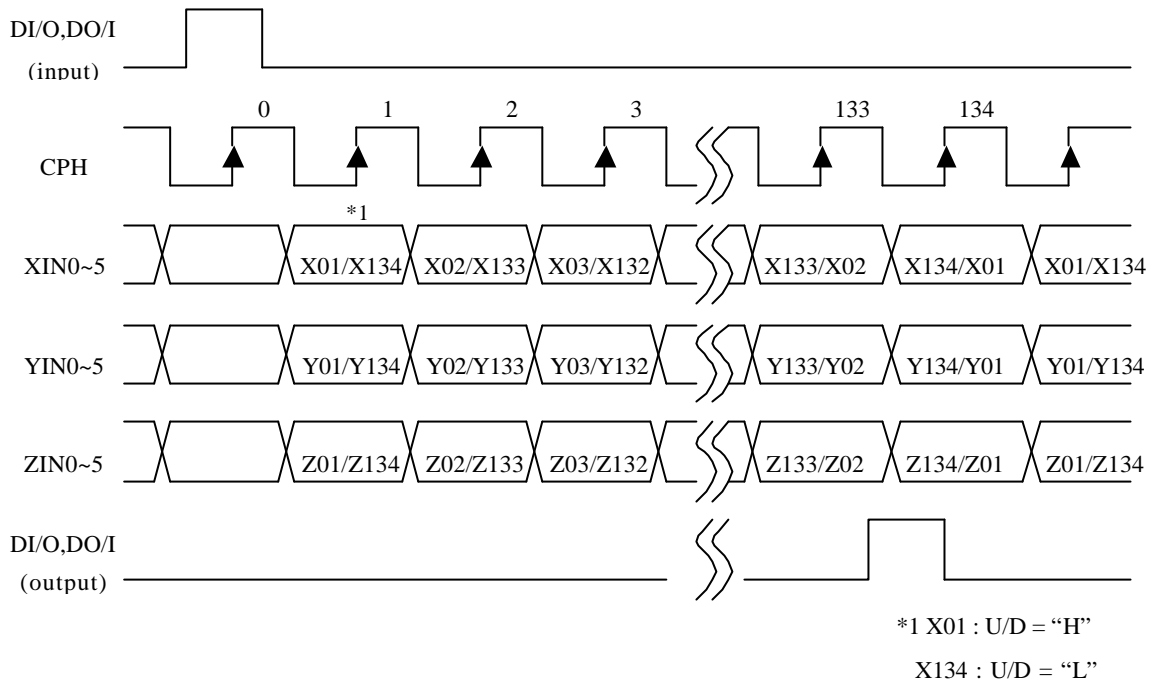 DI/O,DO/I
(input)
0 1 2 3 133 134
CPH
*1
XIN0~5 X01/X134 X02/X133 X03/X132 X133/X02 X134/X01 X01/X134
YIN0~5 Y01/Y134 Y02/Y133 Y03/Y132 Y133/Y02 Y134/Y01 Y01/Y134
ZIN0~5 Z01/Z134 Z02/Z133 Z03/Z132 Z133/Z02 Z134/Z01 Z01/Z134
DI/O,DO/I
(output)
*1 X01 : U/D = “H”
X134 : U/D = “L”